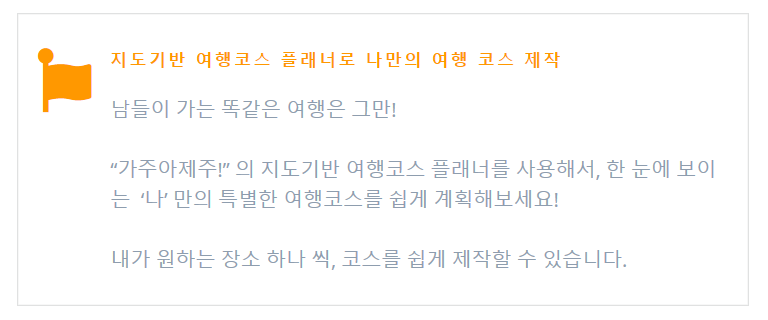 지도기반 여행코스 플래너로 나만의 여행 코스 제작
남들이 가는 똑같은 여행은 그만!
“가주아제주!” 의 지도기반 여행코스 플래너를 사용해서, 한 눈에 보이
는 ‘나’ 만의 특별한 여행코스를 쉽게 계획해보세요!
내가 원하는 장소 하나 씩, 코스를 쉽게 제작할 수 있습니다.